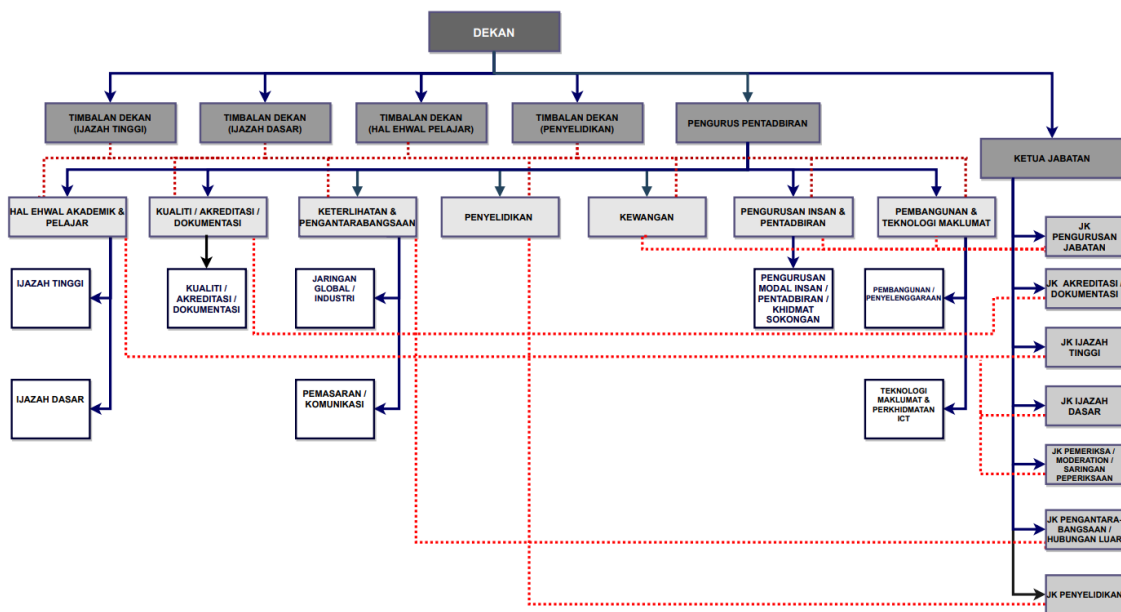 DEKAN
TIMBALAN DEKAN
(IJAZAH TINGGI)
TIMBALAN DEKAN
(IJAZAH DASAR)
TIMBALAN DEKAN
(HAL EHWAL PELAJAR)
TIMBALAN DEKAN
(PENYELIDIKAN)
PENGURUS PENTADBIRAN
KETUA JABATAN
HAL EHWAL AKADEMIK &
PELAJAR
KUALITI / AKREDITASI /
DOKUMENTASI
KETERLIHATAN &
PENGANTARABANGSAAN
PENYELIDIKAN
KEWANGAN
PENGURUSAN INSAN &
PENTADBIRAN
PEMBANGUNAN &
TEKNOLOGI MAKLUMAT
JK
PENGURUSAN
JABATAN
IJAZAH TINGGI
KUALITI /
AKREDITASI /
DOKUMENTASI
JARINGAN
GLOBAL /
INDUSTRI
PENGURUSAN
MODAL INSAN /
PENTADBIRAN /
KHIDMAT
SOKONGAN
PEMBANGUNAN /
PENYELENGGARAAN
JK AKREDITASI /
DOKUMENTASI
JK IJAZAH
TINGGI
IJAZAH DASAR
PEMASARAN /
KOMUNIKASI
TEKNOLOGI
MAKLUMAT &
PERKHIDMATAN
ICT
JK IJAZAH
DASAR
JK PEMERIKSA /
MODERATION /
SARINGAN
PEPERIKSAAN
JK PENGANTARA-
BANGSAAN /
HUBUNGAN LUAR
JK PENYELIDIKAN